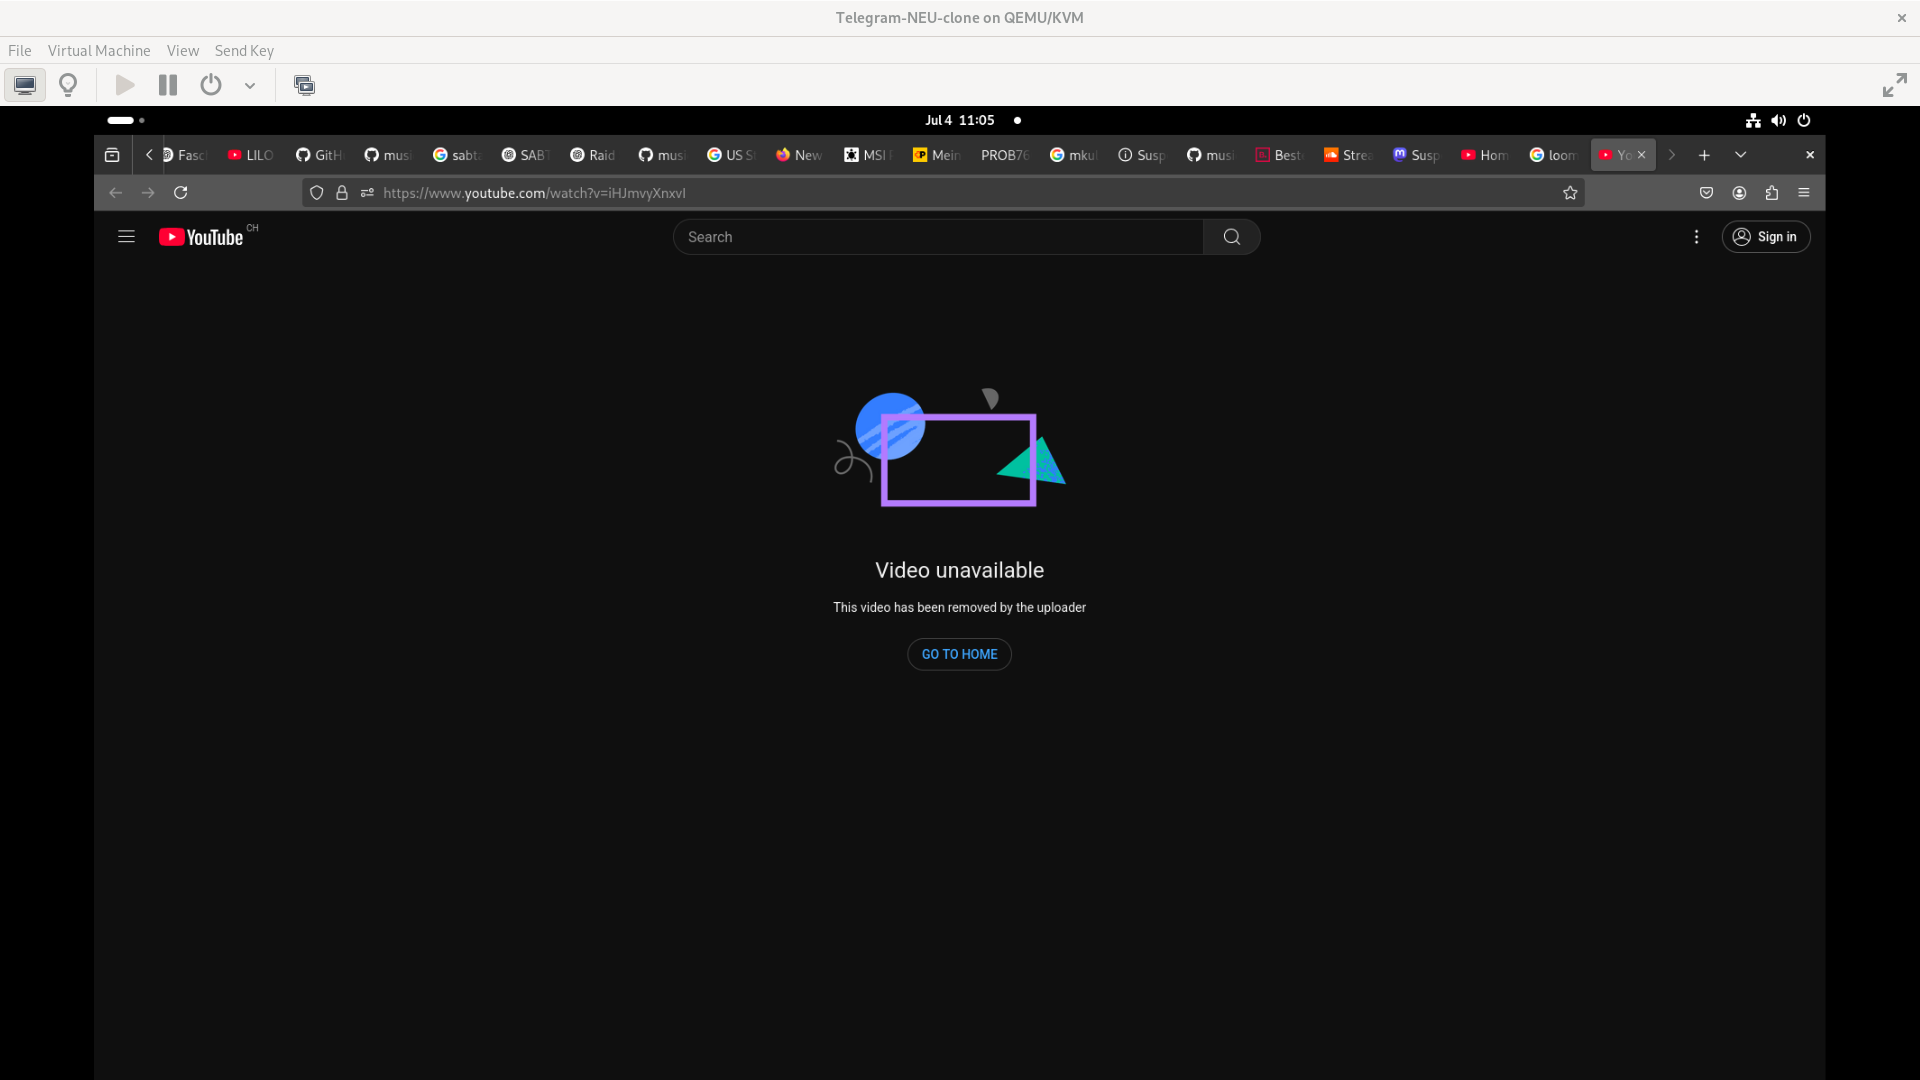 Telegram-NEU-clone on QEMU/KVM
File Virtual Machine View Send Key
Jul 4 11:05
Fasci LILO GitH musi sabta SABT Raid musi US S New MSI Mein PROB76 mkul Susp musi Best Strea Susp Hom loom Yo
https://www.youtube.com/watch?v=iHJmvyXnxvI
YouTube CH
Search
Sign in
Video unavailable
This video has been removed by the uploader
GO TO HOME